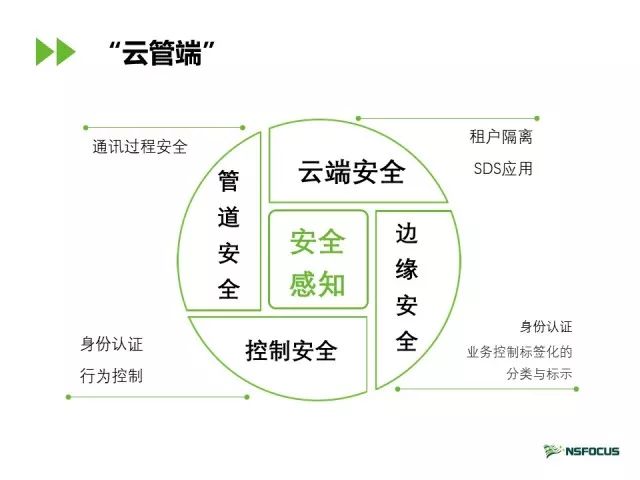 “云管端”
通讯过程安全
租户隔离
SDS应用
云端安全
管道安全
安全
感知
边缘安全
控制安全
身份认证
行为控制
身份认证
业务控制标签化的
分类与标示
NSFOCUS